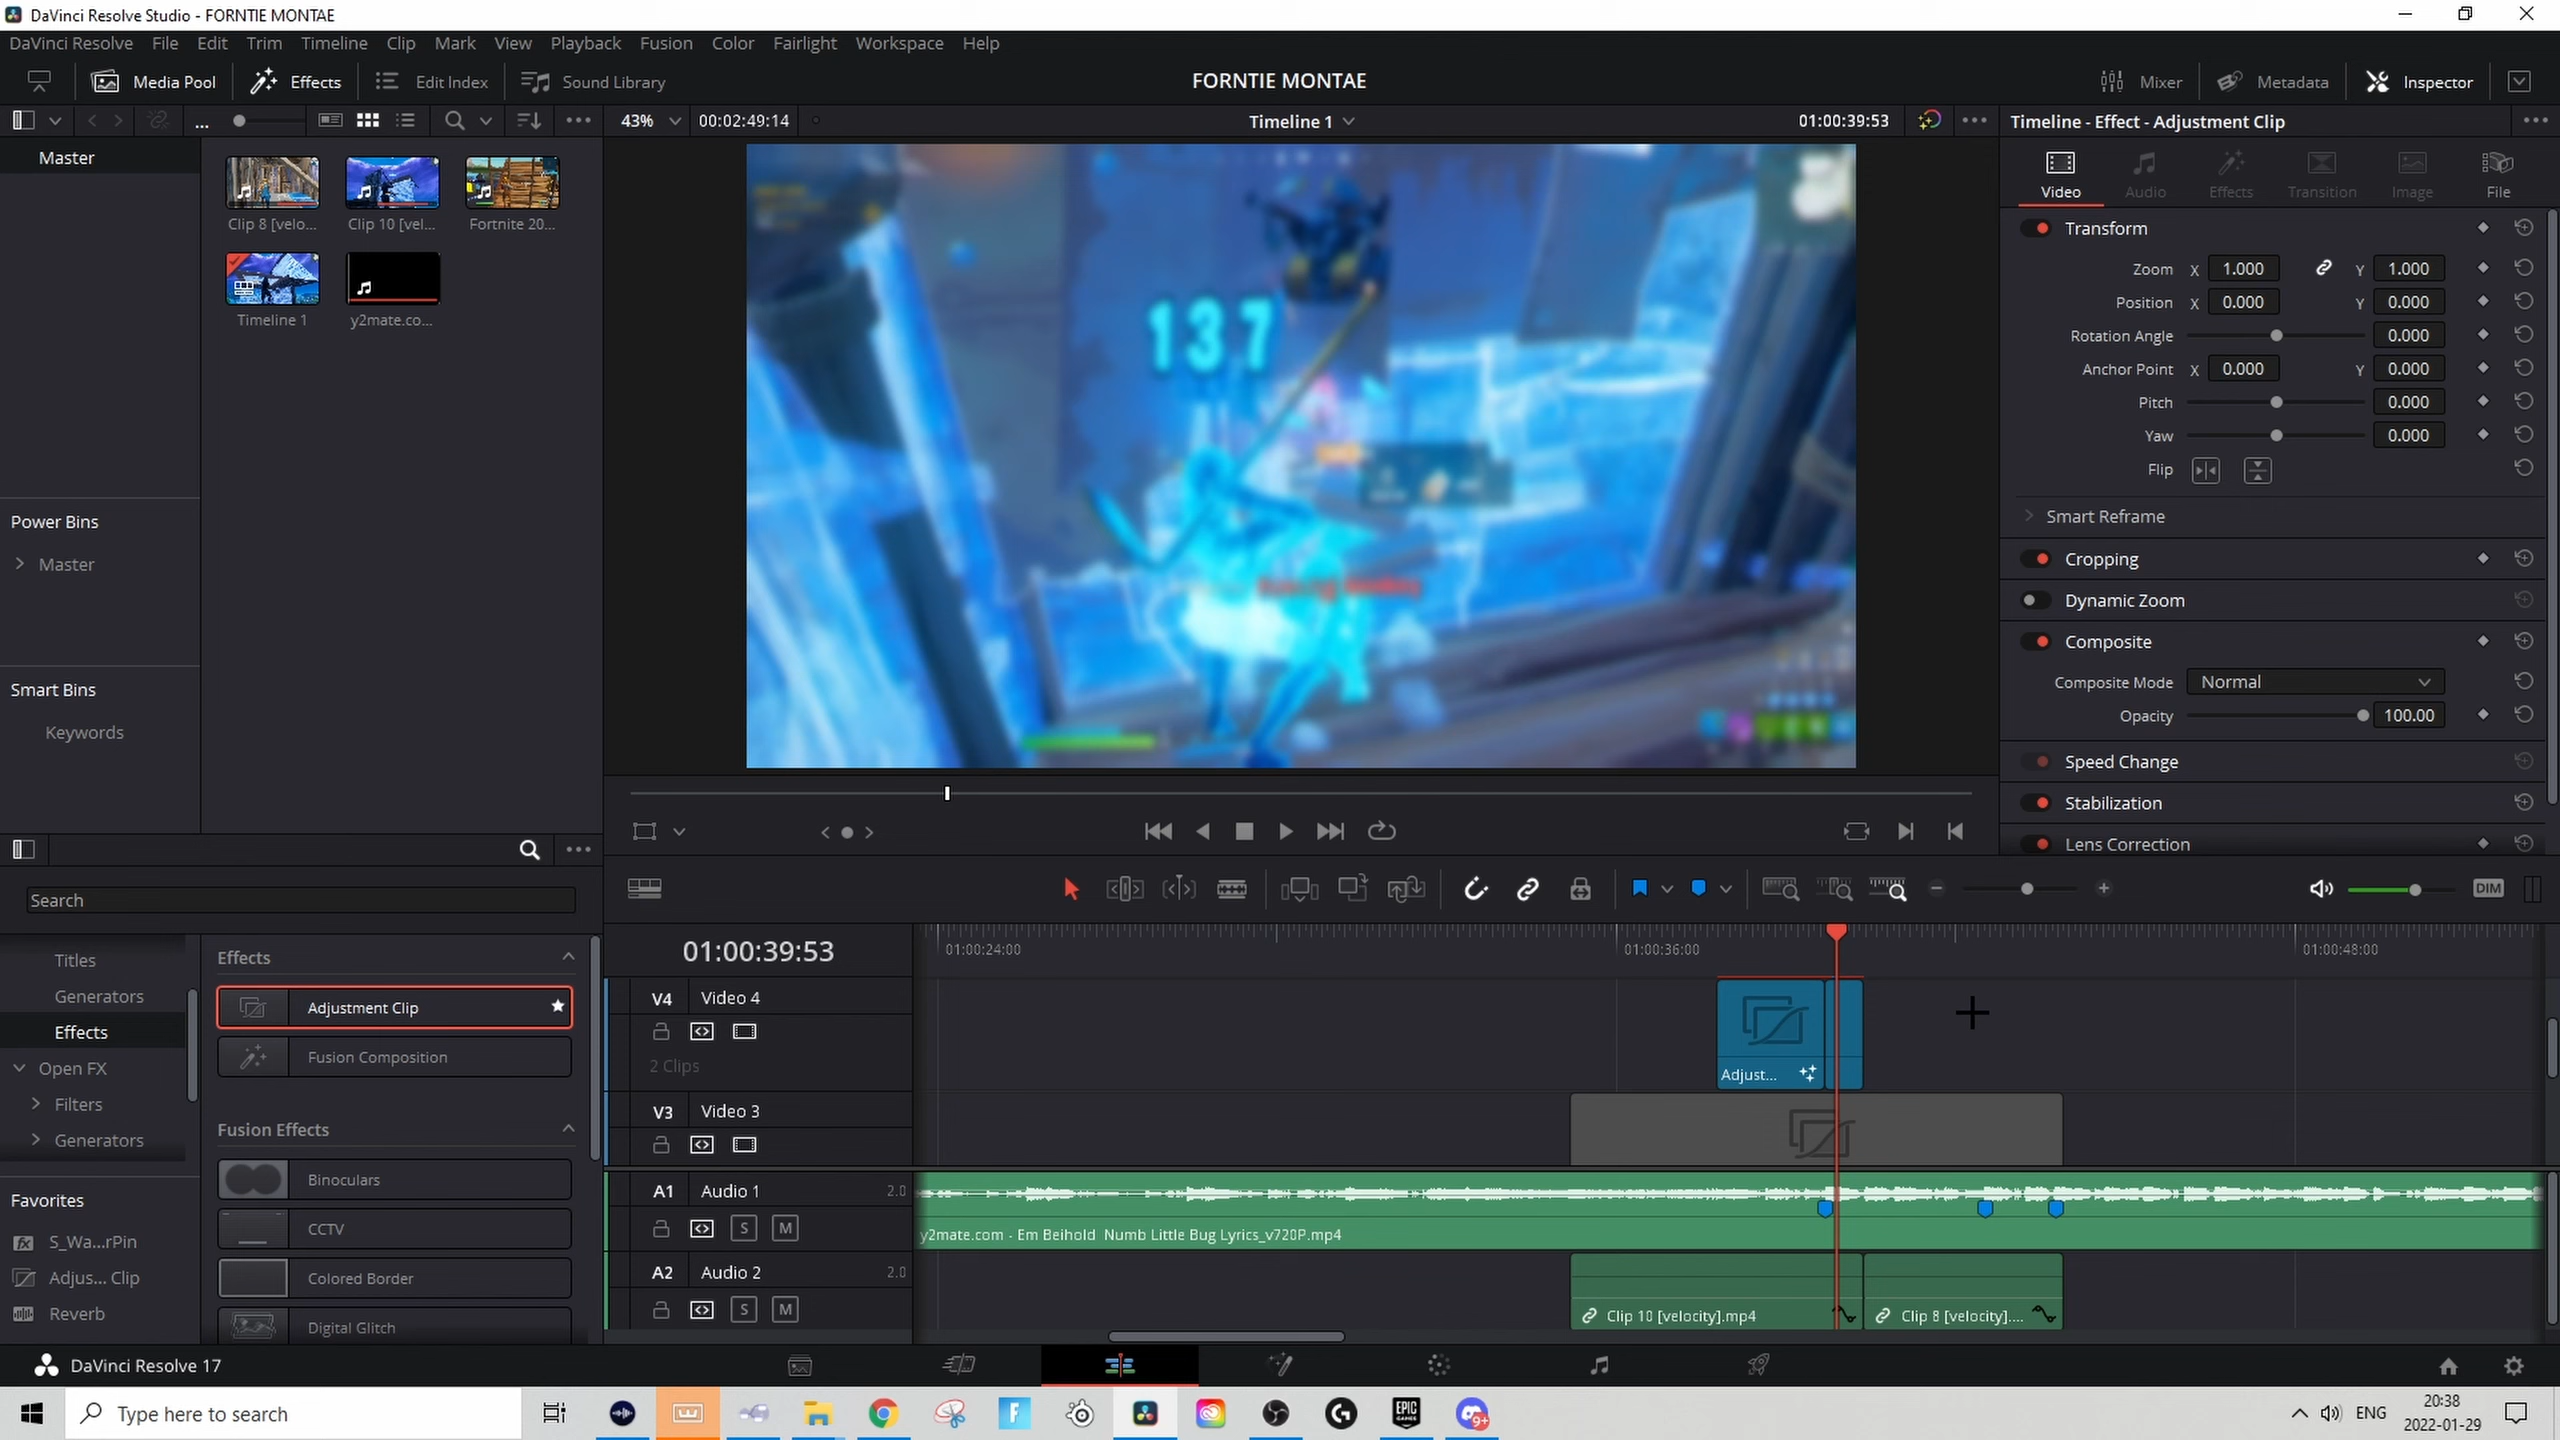 DaVinci Resolve Studio - FORNTIE MONTAE
DaVinci Resolve File Edit Trim Timeline Clip Mark View Playback Fusion Color Fairlight Workspace Help
Media Pool Effects Edit Index Sound Library FORNTIE MONTAE Mixer Metadata Inspector
... 43% 00:02:49:14 Timeline 1 01:00:39:53 Timeline - Effect - Adjustment Clip
Master
Clip 8 [velo... Clip 10 [vel... Fortnite 20...
Timeline 1 y2mate.co...
Power Bins
Master
Smart Bins
Keywords
137
Video Audio Effects Transition Image File
Transform
Zoom X 1.000 Y 1.000
Position X 0.000 Y 0.000
Rotation Angle 0.000
Anchor Point X 0.000 Y 0.000
Pitch 0.000
Yaw 0.000
Flip
Smart Reframe
Cropping
Dynamic Zoom
Composite
Composite Mode Normal
Opacity 100.00
Speed Change
Stabilization
Lens Correction
Search
DIM
Titles
Generators
Effects
Open FX
Filters
Generators
Favorites
S_Wa...rPin
Adjus... Clip
Reverb
Effects
Adjustment Clip
Fusion Composition
Fusion Effects
Binoculars
CCTV
Colored Border
Digital Glitch
01:00:39:53
01:00:24:00 01:00:36:00 01:00:48:00
V4 Video 4
2 Clips
Adjust...
V3 Video 3
A1 Audio 1 2.0
S M
y2mate.com - Em Beihold Numb Little Bug Lyrics_v720P.mp4
A2 Audio 2 2.0
S M
Clip 10 [velocity].mp4 Clip 8 [velocity]....
DaVinci Resolve 17
Type here to search
F
EPIC GAMES
9+
ENG
20:38
2022-01-29